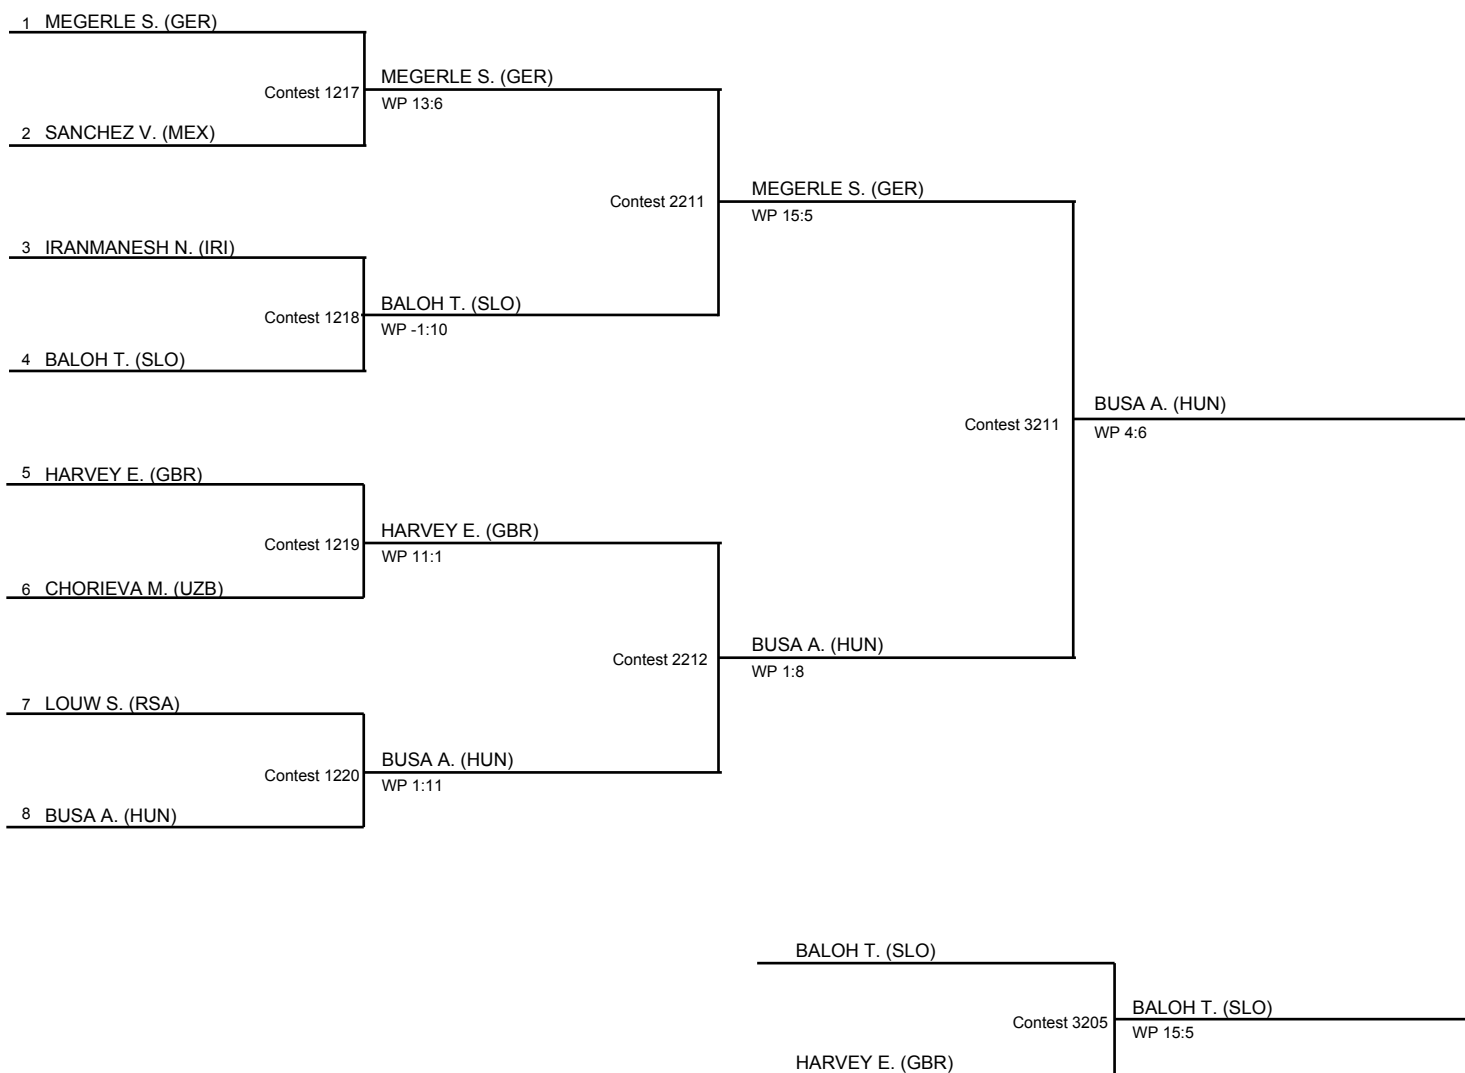 1 MEGERLE S. (GER)
Contest 1217
MEGERLE S. (GER)
WP 13:6
2 SANCHEZ V. (MEX)
Contest 2211
MEGERLE S. (GER)
WP 15:5
3 IRANMANESH N. (IRI)
Contest 1218
BALOH T. (SLO)
WP -1:10
4 BALOH T. (SLO)
Contest 3211
BUSA A. (HUN)
WP 4:6
5 HARVEY E. (GBR)
Contest 1219
HARVEY E. (GBR)
WP 11:1
6 CHORIEVA M. (UZB)
Contest 2212
BUSA A. (HUN)
WP 1:8
7 LOUW S. (RSA)
Contest 1220
BUSA A. (HUN)
WP 1:11
8 BUSA A. (HUN)
BALOH T. (SLO)
Contest 3205
BALOH T. (SLO)
WP 15:5
HARVEY E. (GBR)